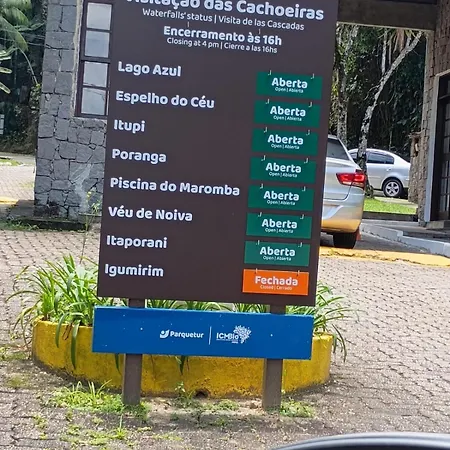 Visitação das Cachoeiras
Waterfalls' status | Visita de las Cascadas
Encerramento às 16h
Closing at 4 pm | Cierre a las 16hs
Lago Azul Aberta
Open | Abierta
Espelho do Céu Aberta
Open | Abierta
Itupi Aberta
Open | Abierta
Poranga Aberta
Open | Abierta
Piscina do Maromba Aberta
Open | Abierta
Véu de Noiva Aberta
Open | Abierta
Itaporani Aberta
Open | Abierta
Igumirim Fechada
Closed | Cerrado
Parquetur ICMBio